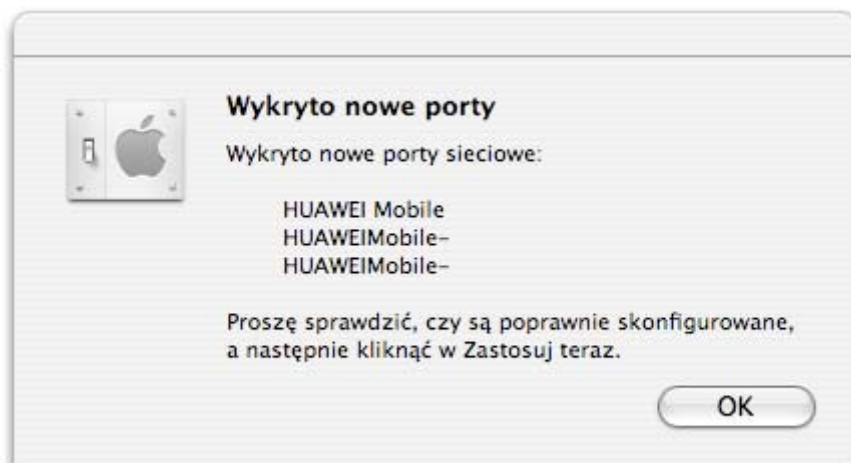 Wykryto nowe porty
Wykryto nowe porty sieciowe:
HUAWEI Mobile
HUAWEIMobile-
HUAWEIMobile-
Proszę sprawdzić, czy są poprawnie skonfigurowane,
a następnie kliknąć w Zastosuj teraz.
OK